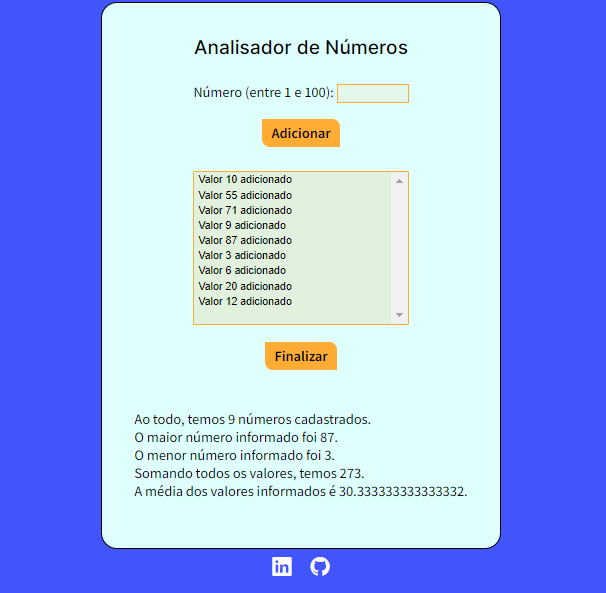 Analisador de Números
Número (entre 1 e 100):
Adicionar
Valor 10 adicionado
Valor 55 adicionado
Valor 71 adicionado
Valor 9 adicionado
Valor 87 adicionado
Valor 3 adicionado
Valor 6 adicionado
Valor 20 adicionado
Valor 12 adicionado
Finalizar
Ao todo, temos 9 números cadastrados.
O maior número informado foi 87.
O menor número informado foi 3.
Somando todos os valores, temos 273.
A média dos valores informados é 30.333333333333332.
in